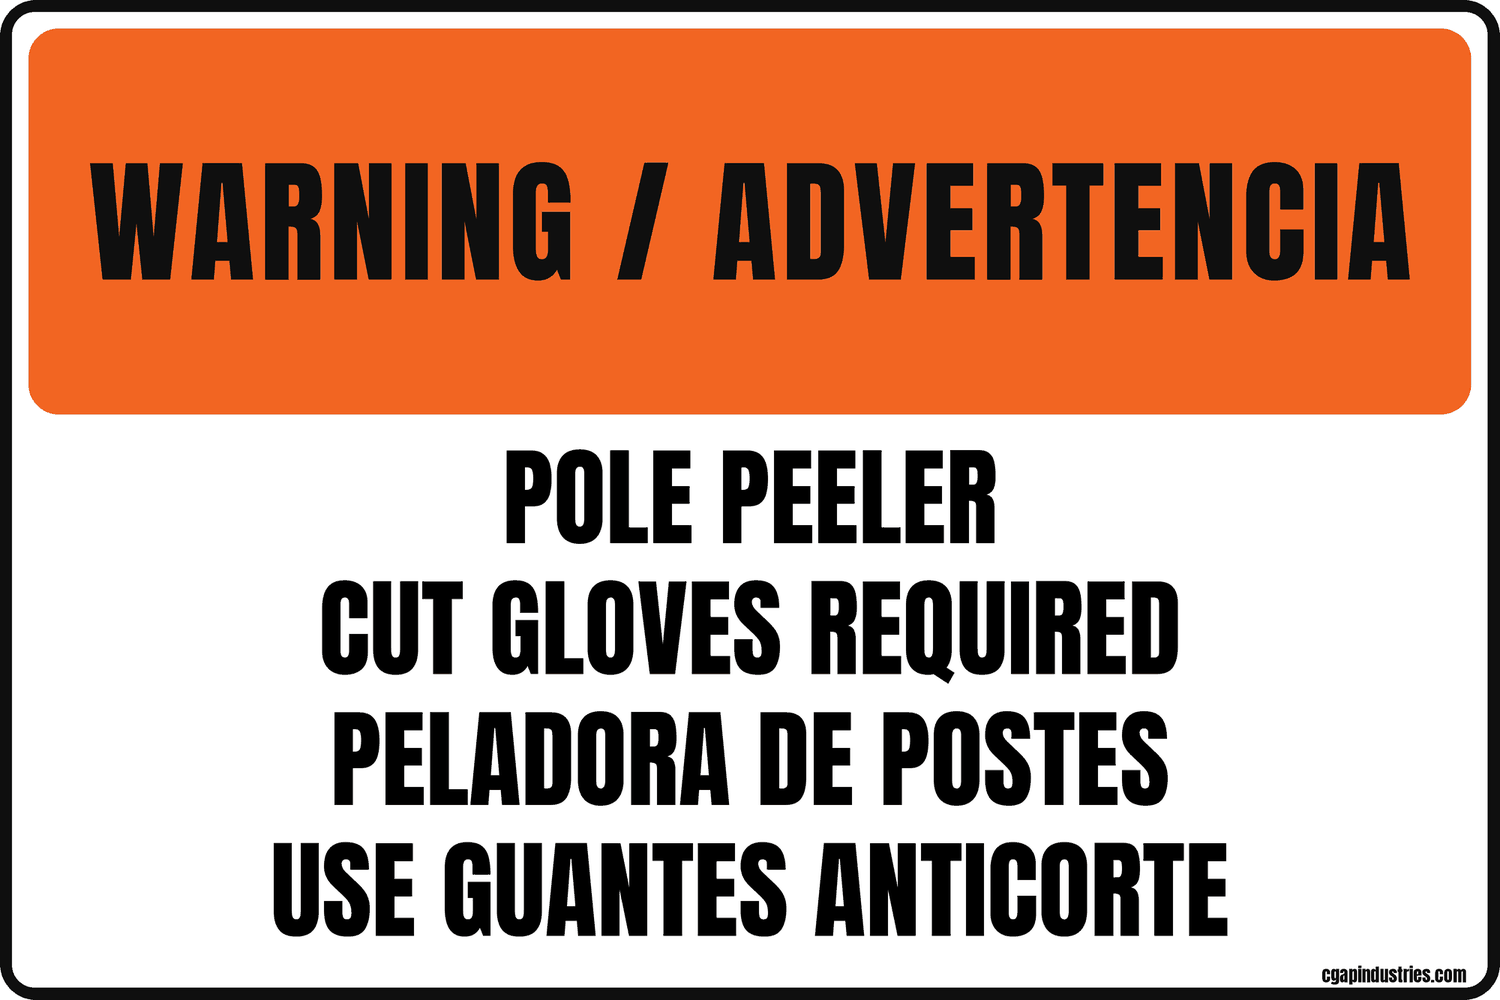 WARNING / ADVERTENCIA
POLE PEELER
CUT GLOVES REQUIRED
PELADORA DE POSTES
USE GUANTES ANTICORTE
cgapindustries.com